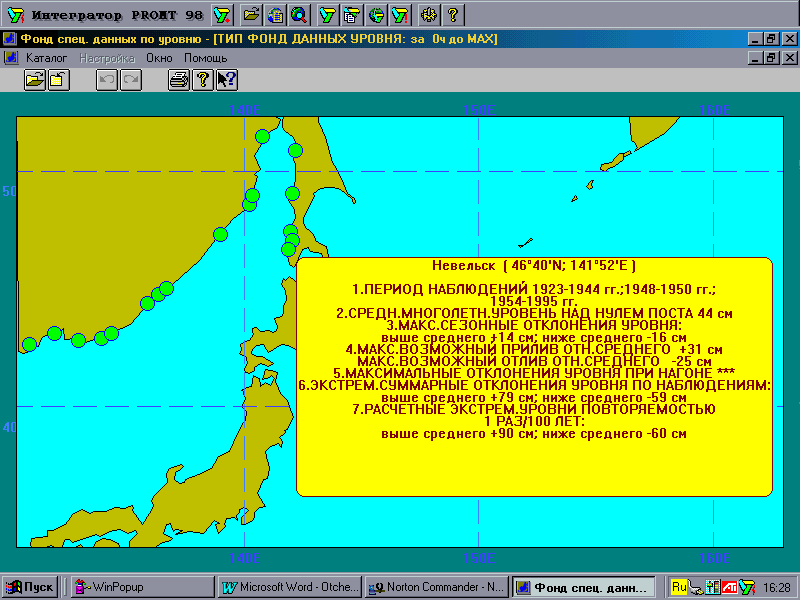 Интегратор PROMT 98
Фонд спец. данных по уровню - [ТИП ФОНД ДАННЫХ УРОВНЯ: за 0ч до MAX]
Каталог Настройка Окно Помощь
140L 150L 160L
50
Невельск ( 46°40'N; 141°52'E )
1.ПЕРИОД НАБЛЮДЕНИЙ 1923-1944 гг.;1948-1950 гг.;
1954-1995 гг.
2.СРЕДН.МНОГОЛЕТН.УРОВЕНЬ НАД НУЛЕМ ПОСТА 44 см
3.МАКС.СЕЗОННЫЕ ОТКЛОНЕНИЯ УРОВНЯ:
выше среднего +14 см; ниже среднего -16 см
4.МАКС.ВОЗМОЖНЫЙ ПРИЛИВ ОТН.СРЕДНЕГО +31 см
МАКС.ВОЗМОЖНЫЙ ОТЛИВ ОТН.СРЕДНЕГО -25 см
5.МАКСИМАЛЬНЫЕ ОТКЛОНЕНИЯ УРОВНЯ ПРИ НАГОНЕ ***
6.ЭКСТРЕМ.СУММАРНЫЕ ОТКЛОНЕНИЯ УРОВНЯ ПО НАБЛЮДЕНИЯМ:
выше среднего +79 см; ниже среднего -59 см
7.РАСЧЕТНЫЕ ЭКСТРЕМ.УРОВНИ ПОВТОРЯЕМОСТЬЮ
1 РАЗ/100 ЛЕТ:
выше среднего +90 см; ниже среднего -60 см
40
140L 150L 160L
Пуск WinPopup Microsoft Word - Otche... Norton Commander - N... Фонд спец. данн... Ru 16:28